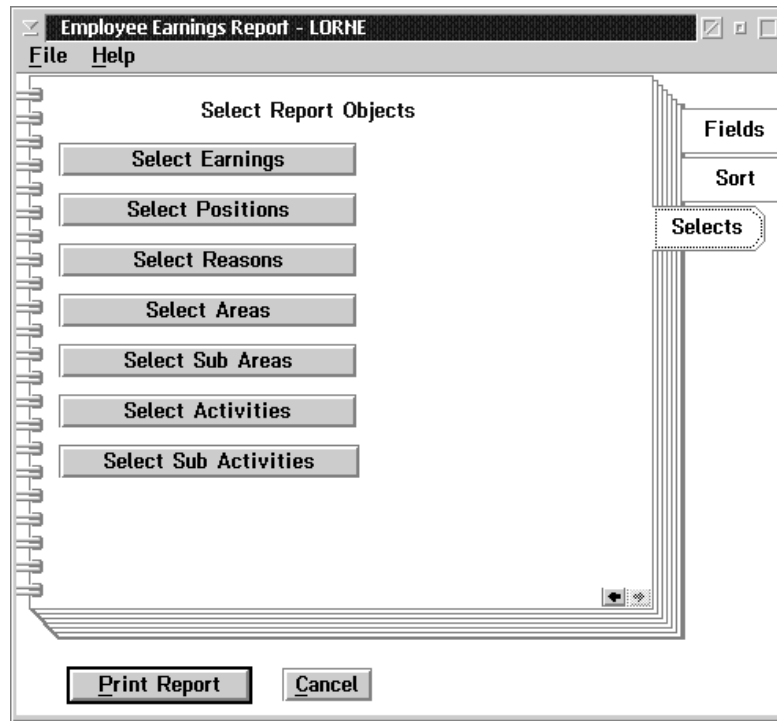 Employee Earnings Report - LORNE
File Help
Select Report Objects
Select Earnings
Select Positions
Select Reasons
Select Areas
Select Sub Areas
Select Activities
Select Sub Activities
Fields
Sort
Selects
Print Report Cancel